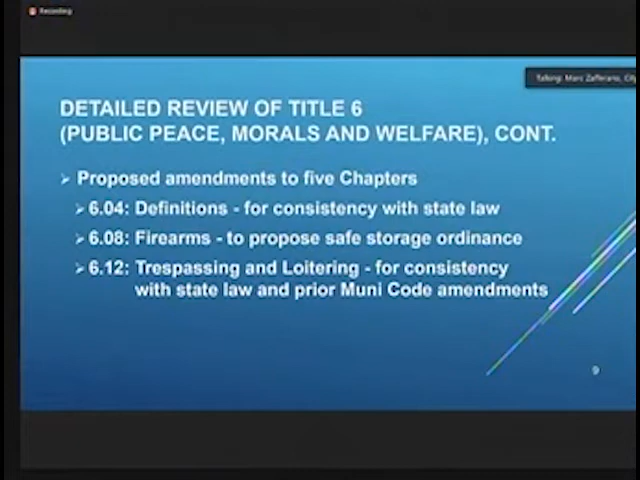 Recording
Talking: Marc Zafferano, City
DETAILED REVIEW OF TITLE 6
(PUBLIC PEACE, MORALS AND WELFARE), CONT.
Proposed amendments to five Chapters
6.04: Definitions - for consistency with state law
6.08: Firearms - to propose safe storage ordinance
6.12: Trespassing and Loitering - for consistency
with state law and prior Muni Code amendments
9